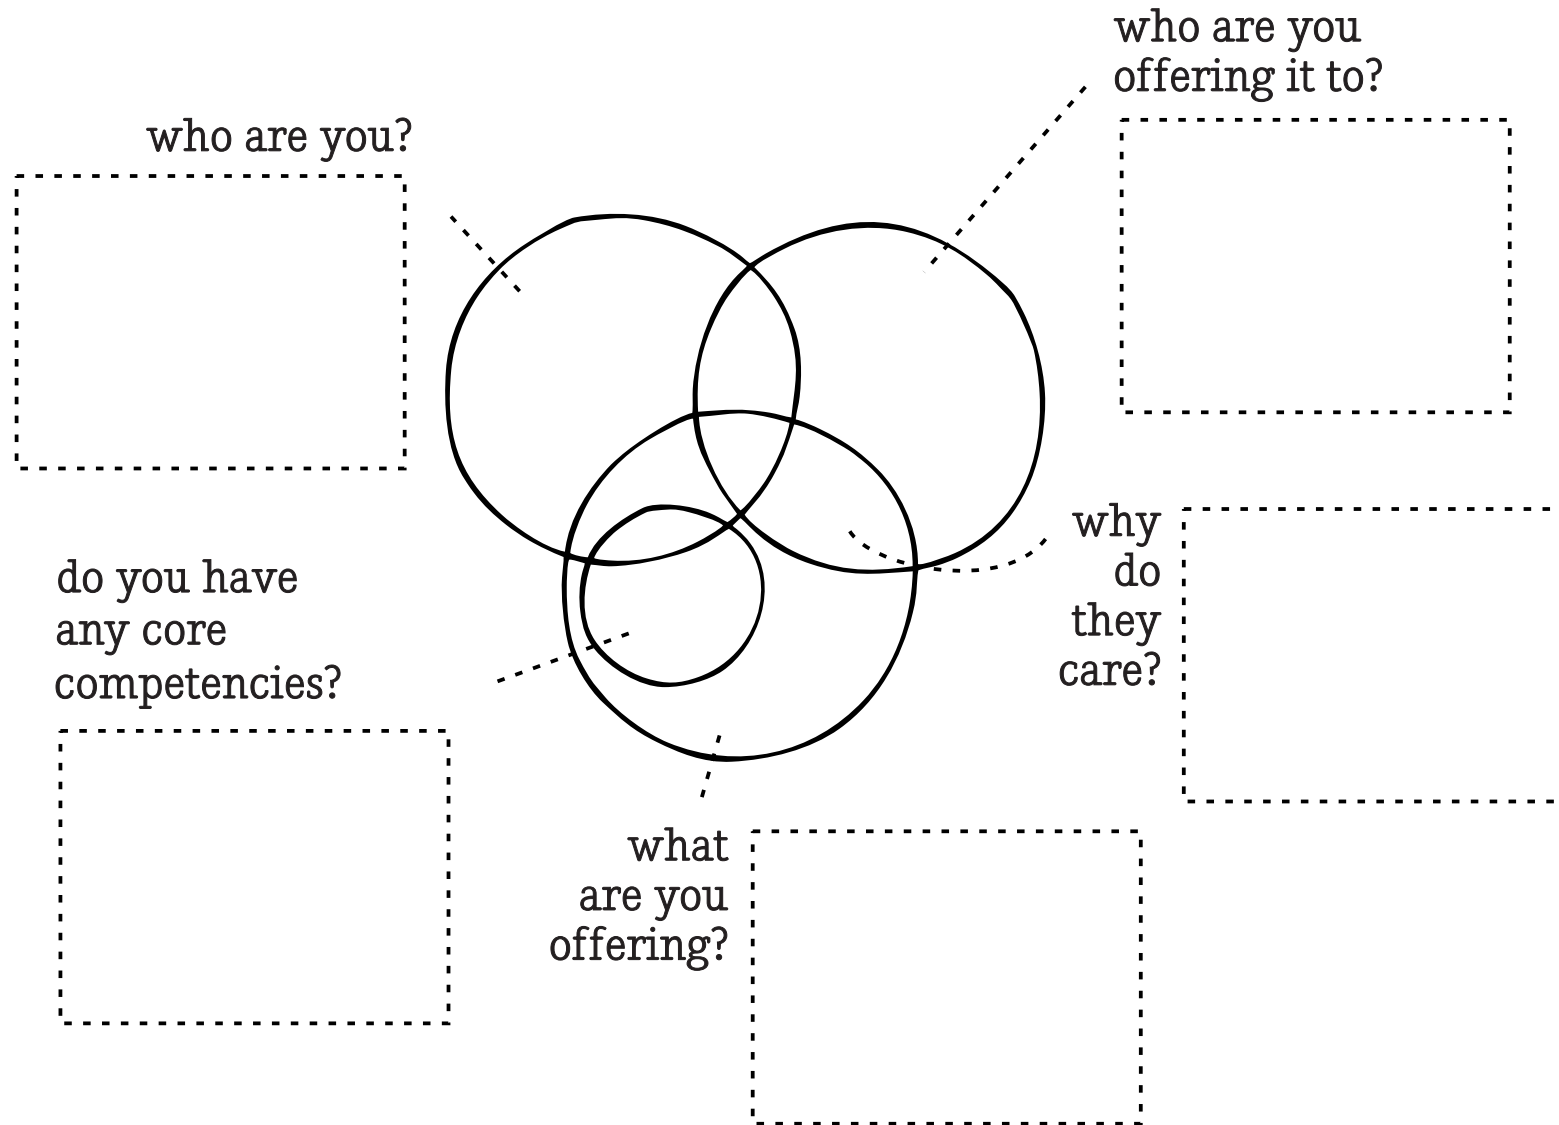 who are you?
who are you
offering it to?
do you have
any core
competencies?
why
do
they
care?
what
are you
offering?